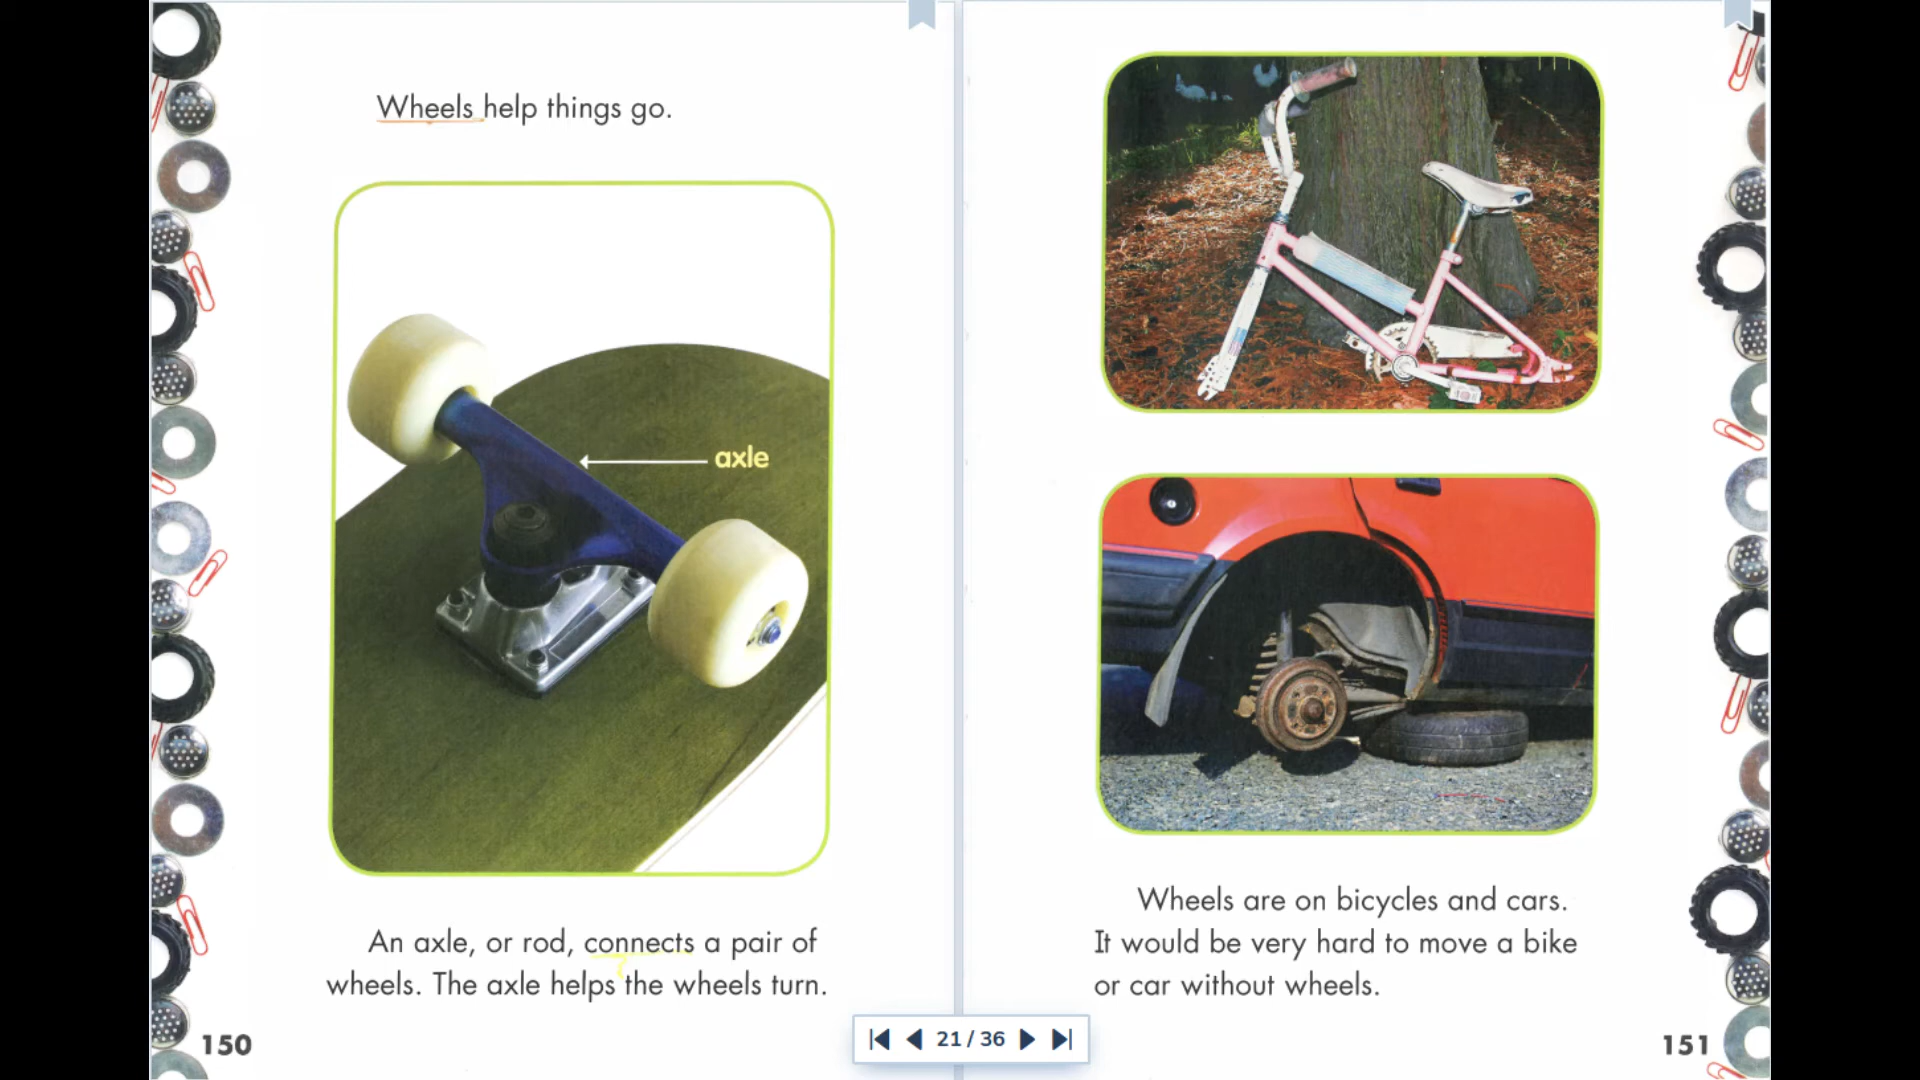 Wheels help things go.
axle
An axle, or rod, connects a pair of
wheels. The axle helps the wheels turn.
150
Wheels are on bicycles and cars.
It would be very hard to move a bike
or car without wheels.
151
21 / 36